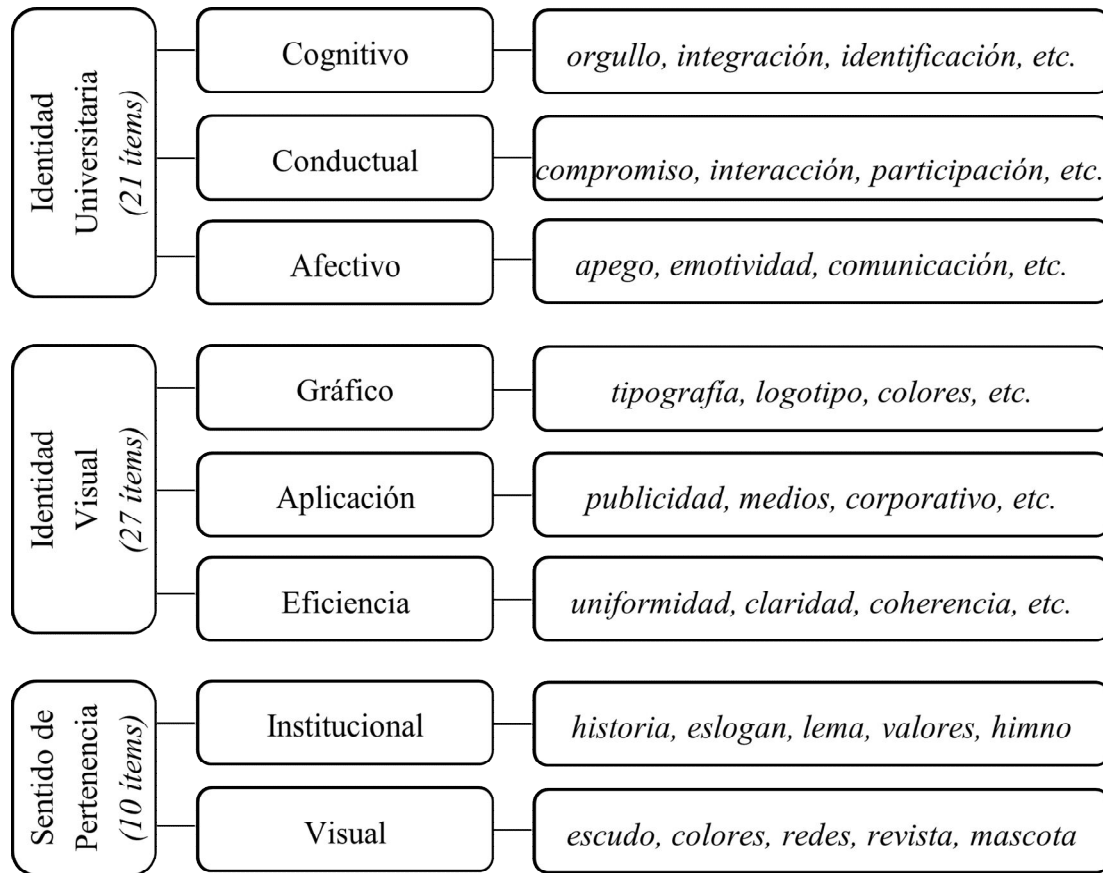 Identidad
Universitaria
(21 ítems)
Cognitivo
orgullo, integración, identificación, etc.
Conductual
compromiso, interacción, participación, etc.
Afectivo
apego, emotividad, comunicación, etc.
Identidad
Visual
(27 ítems)
Gráfico
tipografía, logotipo, colores, etc.
Aplicación
publicidad, medios, corporativo, etc.
Eficiencia
uniformidad, claridad, coherencia, etc.
Sentido de
Pertenencia
(10 ítems)
Institucional
historia, eslogan, lema, valores, himno
Visual
escudo, colores, redes, revista, mascota